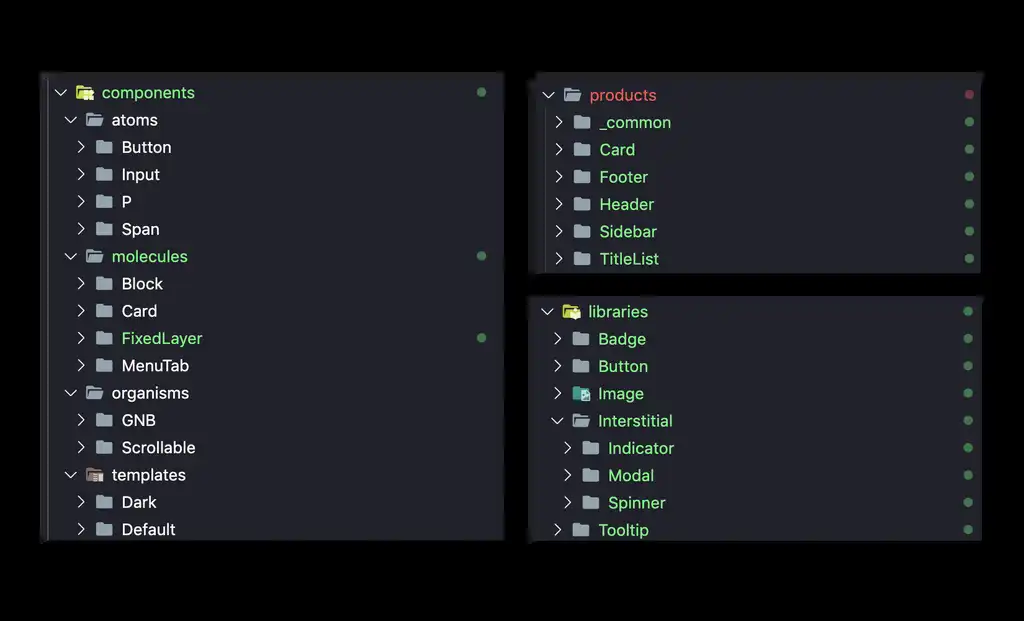 components
atoms
Button
Input
P
Span
molecules
Block
Card
FixedLayer
MenuTab
organisms
GNB
Scrollable
templates
Dark
Default
products
_common
Card
Footer
Header
Sidebar
TitleList
libraries
Badge
Button
Image
Interstitial
Indicator
Modal
Spinner
Tooltip